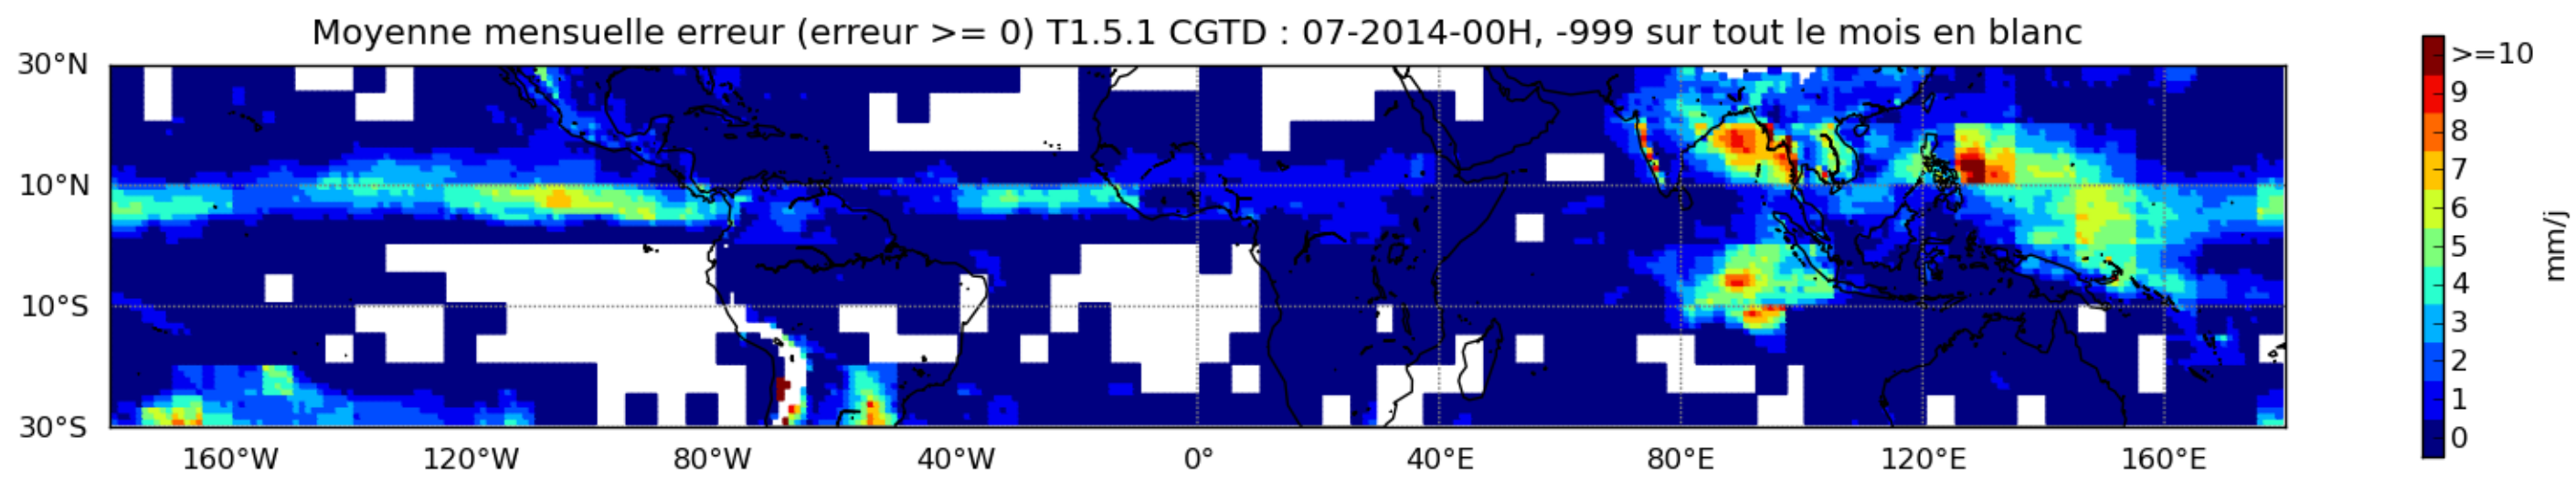 Moyenne mensuelle erreur (erreur >= 0) T1.5.1 CGTD : 07-2014-00H, -999 sur tout le mois en blanc
30°N
10°N
10°S
30°S
160°W 120°W 80°W 40°W 0° 40°E 80°E 120°E 160°E
>=10
9
8
7
6
5
4
3
2
1
0
mm/j